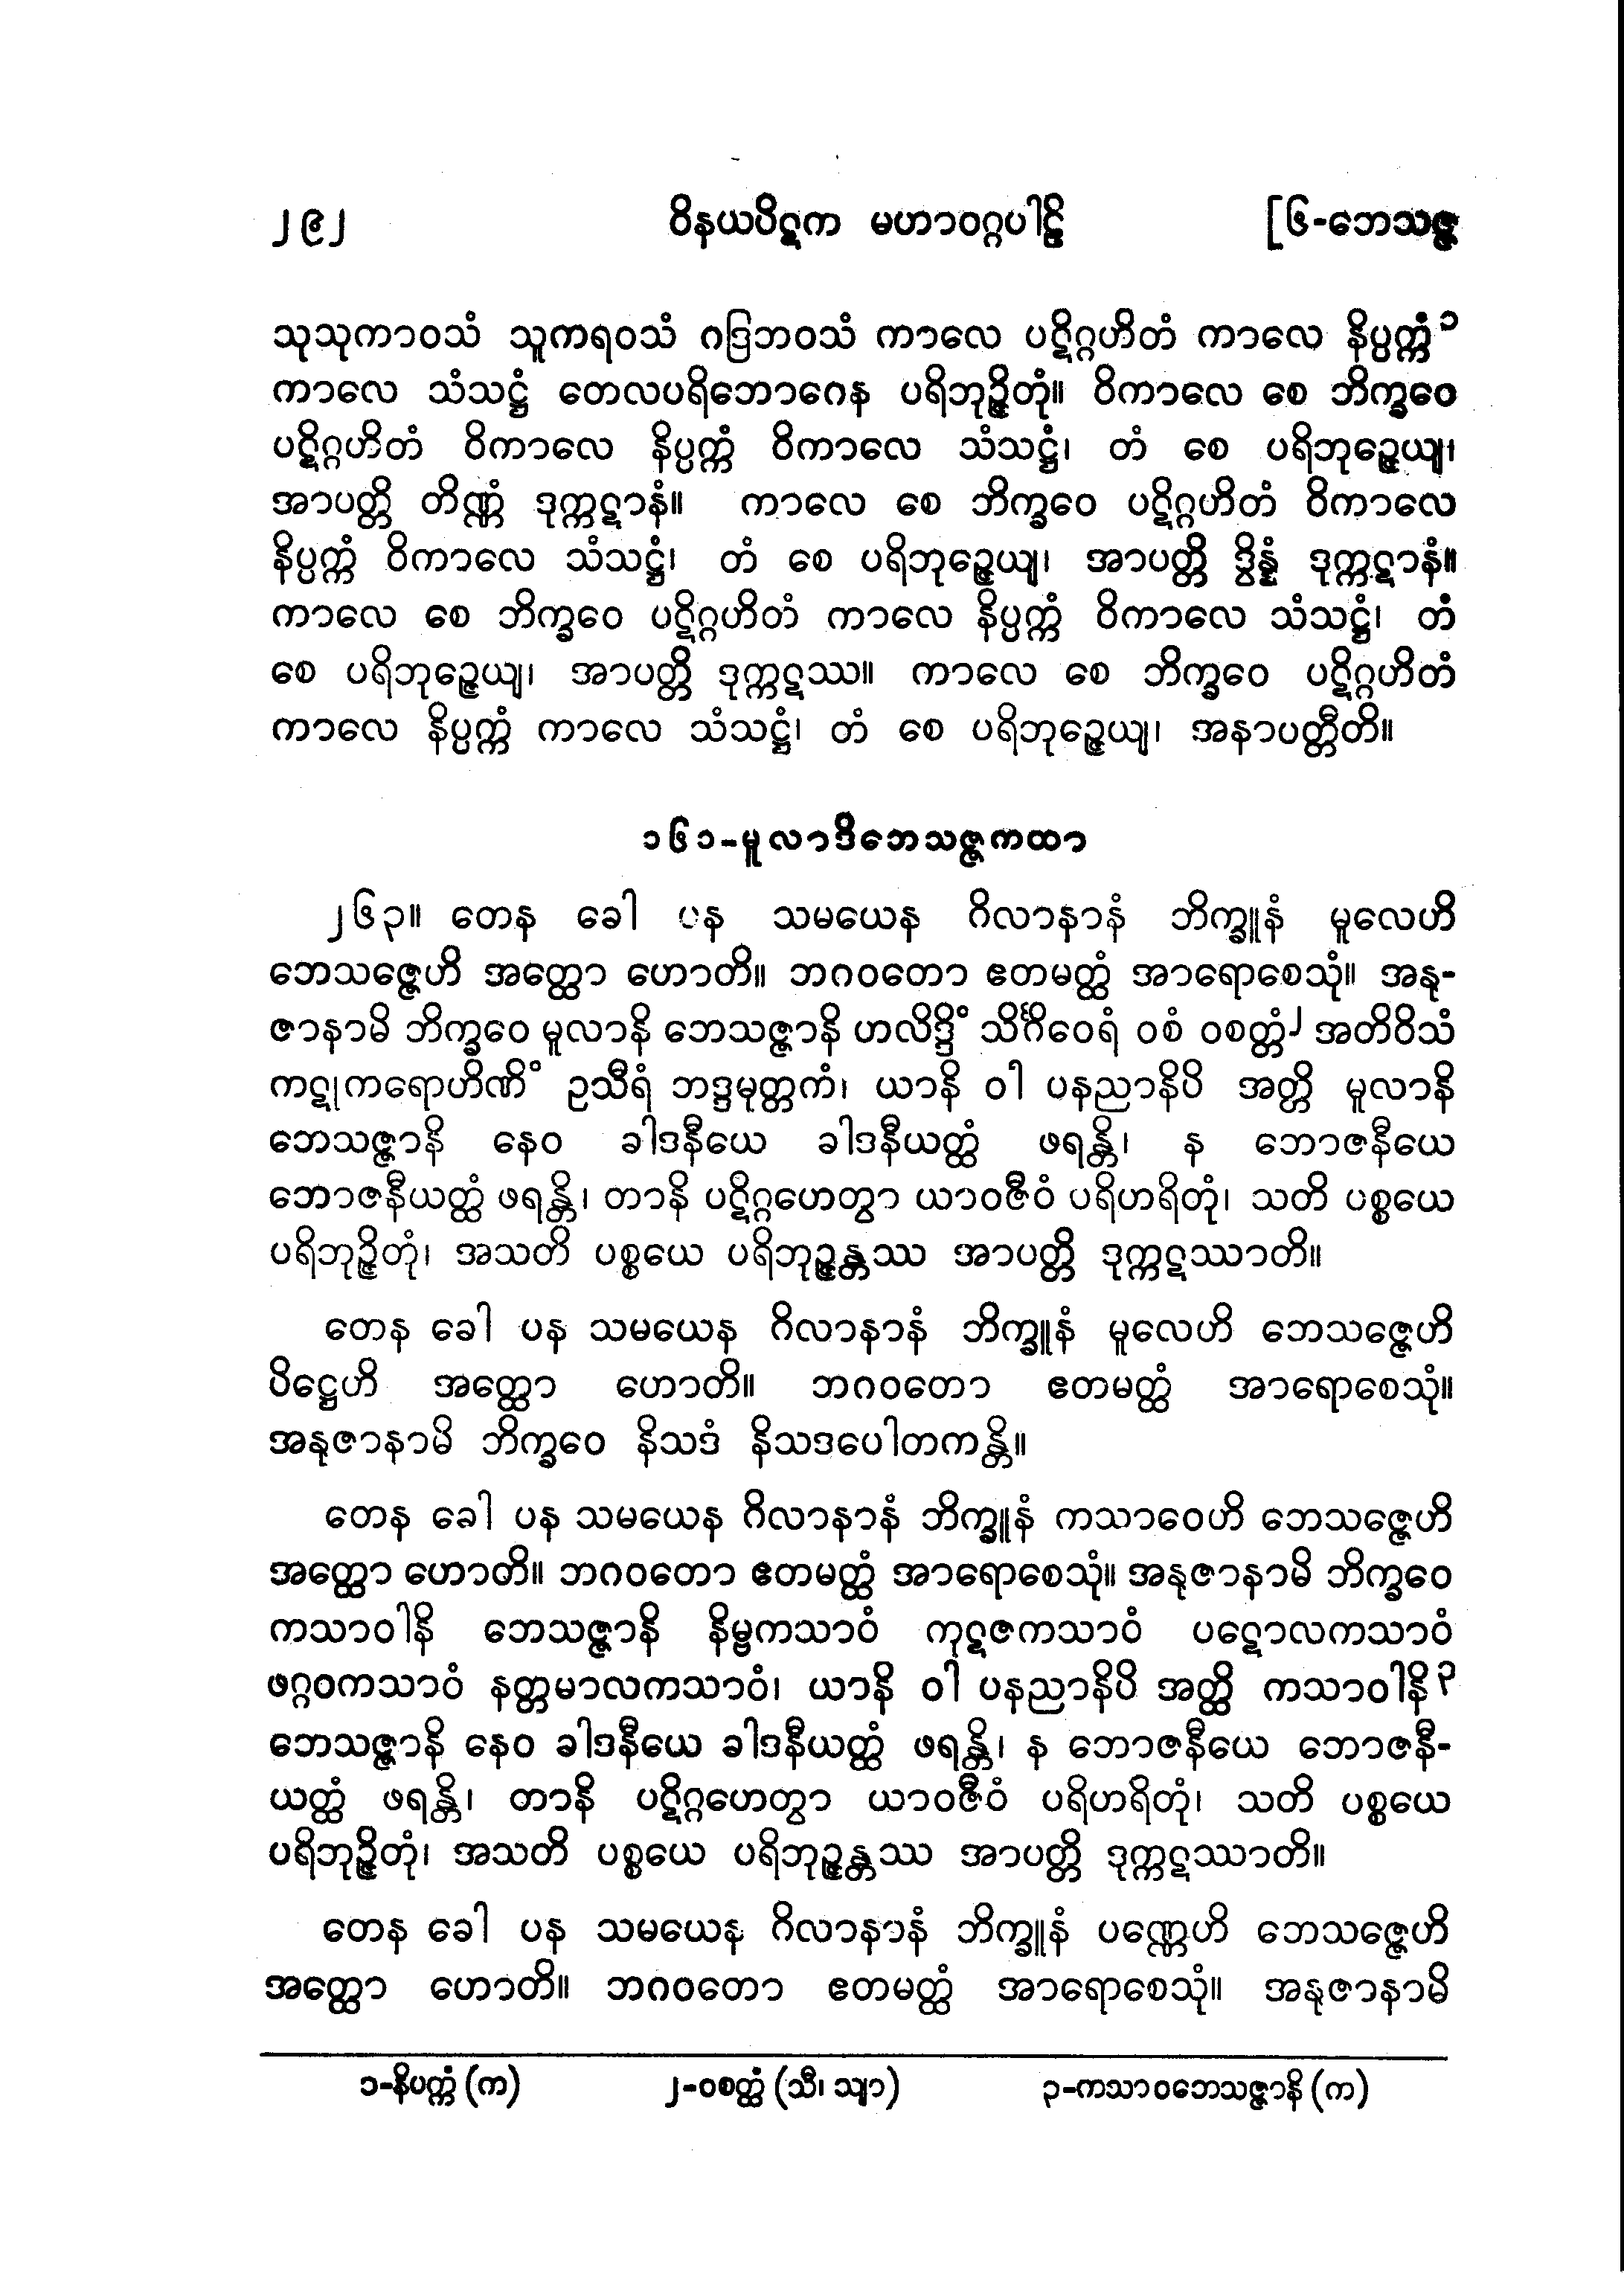 ၂၉၂ ဝိနယပိဋက မဟာဝဂ္ဂပါဠိ [၆-ဘေသဇ္ဇ
သုသုကာဝသံ သူကရဝသံ ဂဒြဘဝသံ ကာလေ ပဋိဂ္ဂဟိတံ ကာလေ နိပ္ပက္ကံ၁
ကာလေ သံသဋ္ဌံ တေလပရိဘောဂေန ပရိဘုဉ္ဇိတုံ။ ဝိကာလေ စေ ဘိက္ခဝေ
ပဋိဂ္ဂဟိတံ ဝိကာလေ နိပ္ပက္ကံ ဝိကာလေ သံသဋ္ဌံ၊ တံ စေ ပရိဘုဉ္ဇေယျ၊
အာပတ္တိ တိဏ္ဏံ ဒုက္ကဋာနံ။ ကာလေ စေ ဘိက္ခဝေ ပဋိဂ္ဂဟိတံ ဝိကာလေ
နိပ္ပက္ကံ ဝိကာလေ သံသဋ္ဌံ၊ တံ စေ ပရိဘုဉ္ဇေယျ၊ အာပတ္တိ ဒွိန္နံ ဒုက္ကဋာနံ။
ကာလေ စေ ဘိက္ခဝေ ပဋိဂ္ဂဟိတံ ကာလေ နိပ္ပက္ကံ ဝိကာလေ သံသဋ္ဌံ၊ တံ
စေ ပရိဘုဉ္ဇေယျ၊ အာပတ္တိ ဒုက္ကဋဿ။ ကာလေ စေ ဘိက္ခဝေ ပဋိဂ္ဂဟိတံ
ကာလေ နိပ္ပက္ကံ ကာလေ သံသဋ္ဌံ၊ တံ စေ ပရိဘုဉ္ဇေယျ၊ အနာပတ္တီတိ။
၁၆၁-မူလာဒိဘေသဇ္ဇကထာ
၂၆၃။ တေန ခေါ ပန သမယေန ဂိလာနာနံ ဘိက္ခူနံ မူလေဟိ
ဘေသဇ္ဇေဟိ အတ္ထော ဟောတိ။ ဘဂဝတော ဧတမတ္ထံ အာရောစေသုံ။ အနု-
ဇာနာမိ ဘိက္ခဝေ မူလာနိ ဘေသဇ္ဇာနိ ဟလိဒ္ဒိံ သိင်္ဂိဝေရံ ဝစံ ဝစတ္တံ၂ အတိဝိသံ
ကဋုကရောဟိဏိံ ဥသီရံ ဘဒ္ဒမုတ္တကံ၊ ယာနိ ဝါ ပနညာနိပိ အတ္ထိ မူလာနိ
ဘေသဇ္ဇာနိ နေဝ ခါဒနီယေ ခါဒနီယတ္ထံ ဖရန္တိ၊ န ဘောဇနီယေ
ဘောဇနီယတ္ထံ ဖရန္တိ၊ တာနိ ပဋိဂ္ဂဟေတွာ ယာဝဇီဝံ ပရိဟရိတုံ၊ သတိ ပစ္စယေ
ပရိဘုဉ္ဇိတုံ၊ အသတိ ပစ္စယေ ပရိဘုဉ္ဇန္တဿ အာပတ္တိ ဒုက္ကဋဿာတိ။
တေန ခေါ ပန သမယေန ဂိလာနာနံ ဘိက္ခူနံ မူလေဟိ ဘေသဇ္ဇေဟိ
ပိဋ္ဌေဟိ အတ္ထော ဟောတိ။ ဘဂဝတော ဧတမတ္ထံ အာရောစေသုံ။
အနုဇာနာမိ ဘိက္ခဝေ နိသဒံ နိသဒပေါတကန္တိ။
တေန ခေါ ပန သမယေန ဂိလာနာနံ ဘိက္ခူနံ ကသာဝေဟိ ဘေသဇ္ဇေဟိ
အတ္ထော ဟောတိ။ ဘဂဝတော ဧတမတ္ထံ အာရောစေသုံ။ အနုဇာနာမိ ဘိက္ခဝေ
ကသာဝါနိ ဘေသဇ္ဇာနိ နိမ္ဗကသာဝံ ကုဋဇကသာဝံ ပဋောလကသာဝံ
ဖဂ္ဂဝကသာဝံ နတ္တမာလကသာဝံ၊ ယာနိ ဝါ ပနညာနိပိ အတ္ထိ ကသာဝါနိ၃
ဘေသဇ္ဇာနိ နေဝ ခါဒနီယေ ခါဒနီယတ္ထံ ဖရန္တိ၊ န ဘောဇနီယေ ဘောဇနီ-
ယတ္ထံ ဖရန္တိ၊ တာနိ ပဋိဂ္ဂဟေတွာ ယာဝဇီဝံ ပရိဟရိတုံ၊ သတိ ပစ္စယေ
ပရိဘုဉ္ဇိတုံ၊ အသတိ ပစ္စယေ ပရိဘုဉ္ဇန္တဿ အာပတ္တိ ဒုက္ကဋဿာတိ။
တေန ခေါ ပန သမယေန ဂိလာနာနံ ဘိက္ခူနံ ပဏ္ဏေဟိ ဘေသဇ္ဇေဟိ
အတ္ထော ဟောတိ။ ဘဂဝတော ဧတမတ္ထံ အာရောစေသုံ။ အနုဇာနာမိ
၁-နိပက္ကံ (က) ၂-ဝစတ္ထံ (သီ၊ သျာ) ၃-ကသာဝဘေသဇ္ဇာနိ (က)